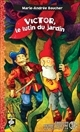 Marie-Andrée Boucher
VICTOR,
le lutin du jardin